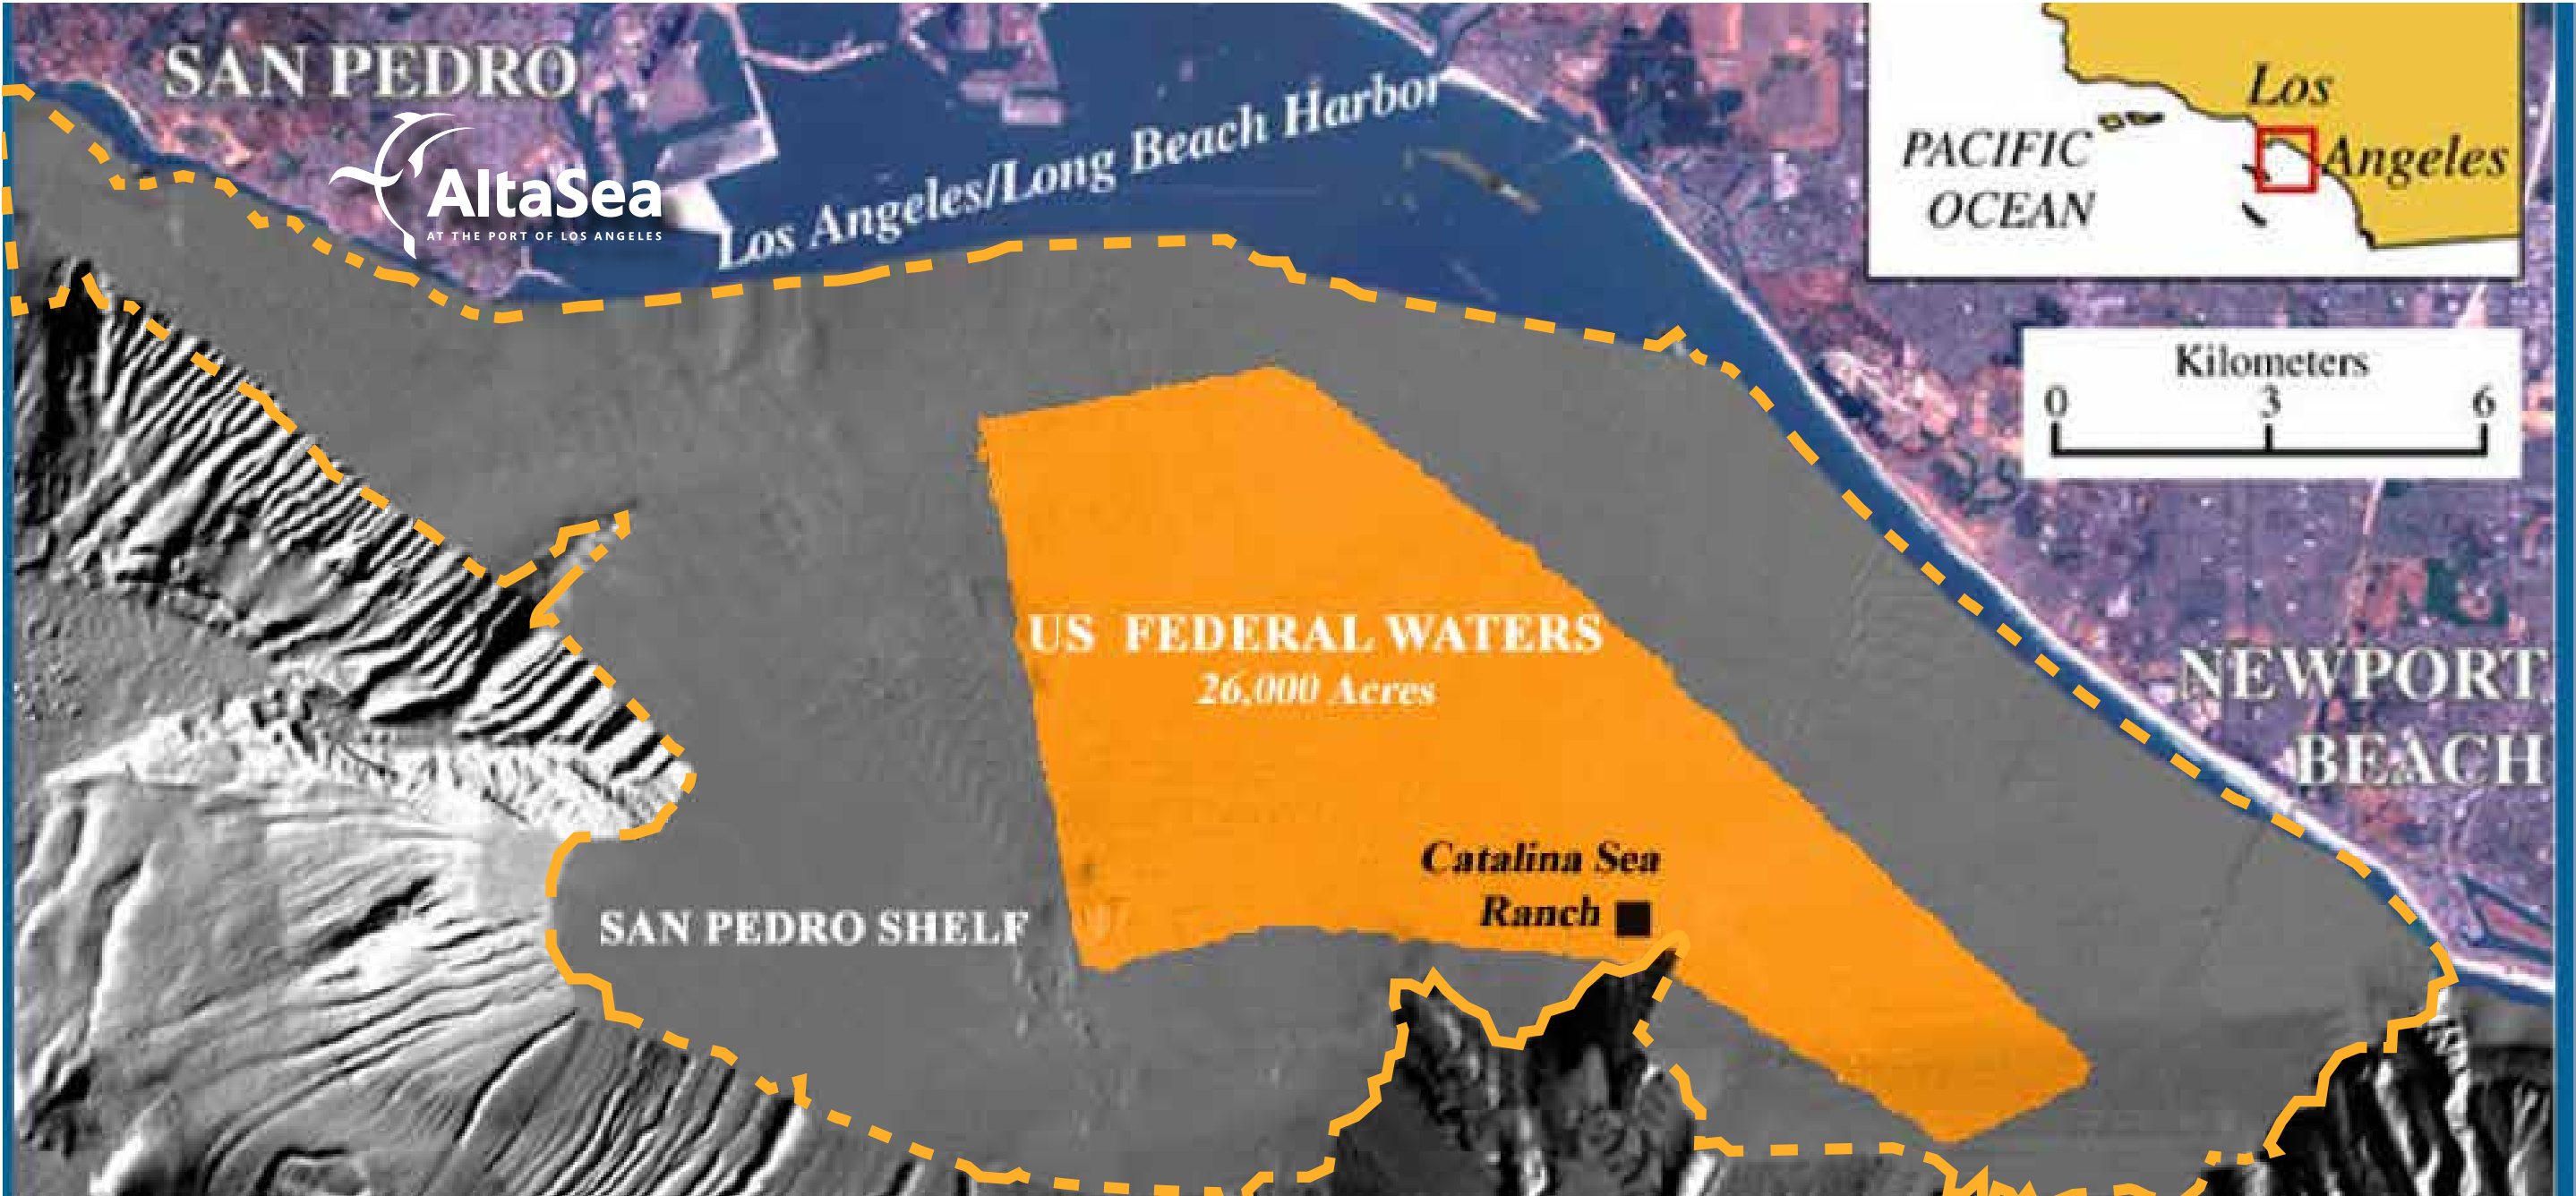 SAN PEDRO
AltaSea
AT THE PORT OF LOS ANGELES
Los Angeles/Long Beach Harbor
Los
Angeles
PACIFIC
OCEAN
Kilometers
0 3 6
US FEDERAL WATERS
26,000 Acres
NEWPORT
BEACH
Catalina Sea
Ranch
SAN PEDRO SHELF